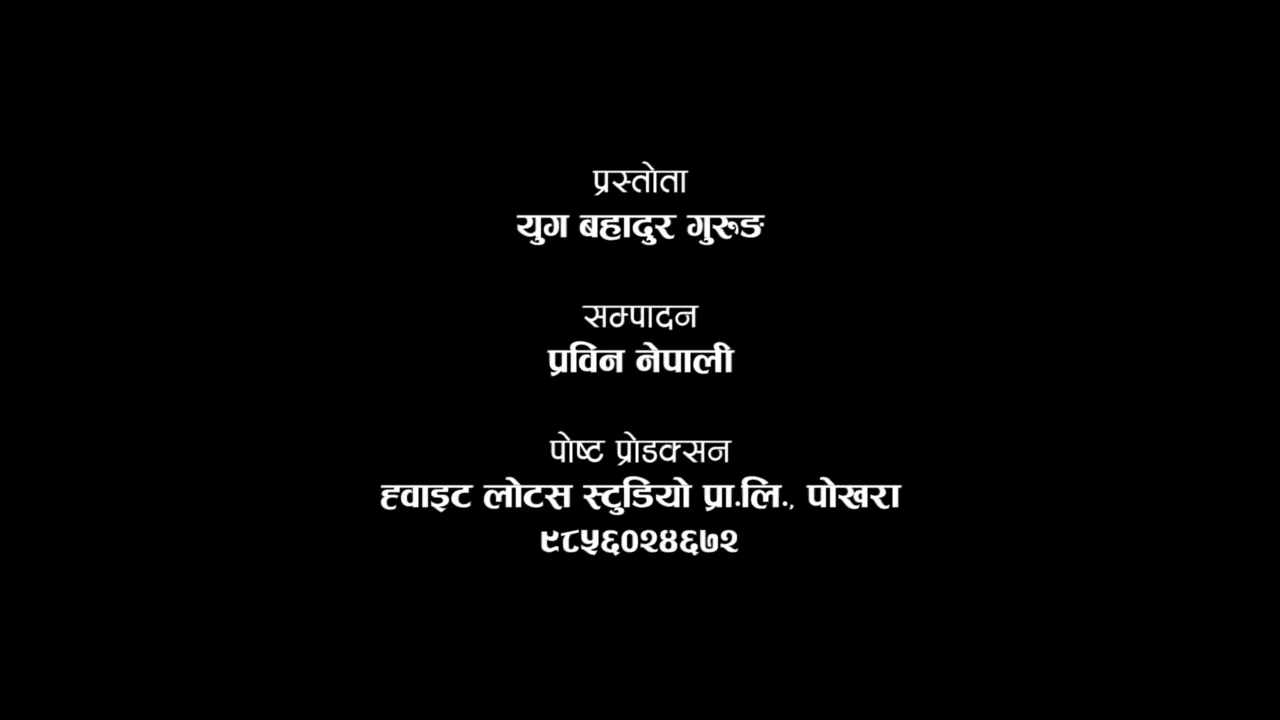 प्रस्तोता
युग बहादुर गुरुङ
सम्पादन
प्रविन नेपाली
पोष्ट प्रोडक्सन
ह्वाइट लोटस स्टुडियो प्रा.लि., पोखरा
९८५६०२४६७२